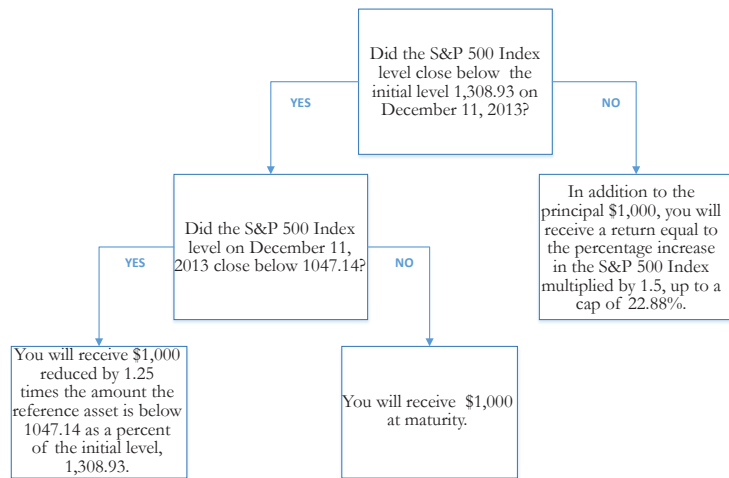 Did the S&P 500 Index
level close below the
initial level 1,308.93 on
December 11, 2013?
YES
NO
Did the S&P 500 Index
level on December 11,
2013 close below 1047.14?
In addition to the
principal $1,000, you will
receive a return equal to
the percentage increase
in the S&P 500 Index
multiplied by 1.5, up to a
cap of 22.88%.
YES
NO
You will receive $1,000
reduced by 1.25
times the amount the
reference asset is below
1047.14 as a percent
of the initial level,
1,308.93.
You will receive $1,000
at maturity.